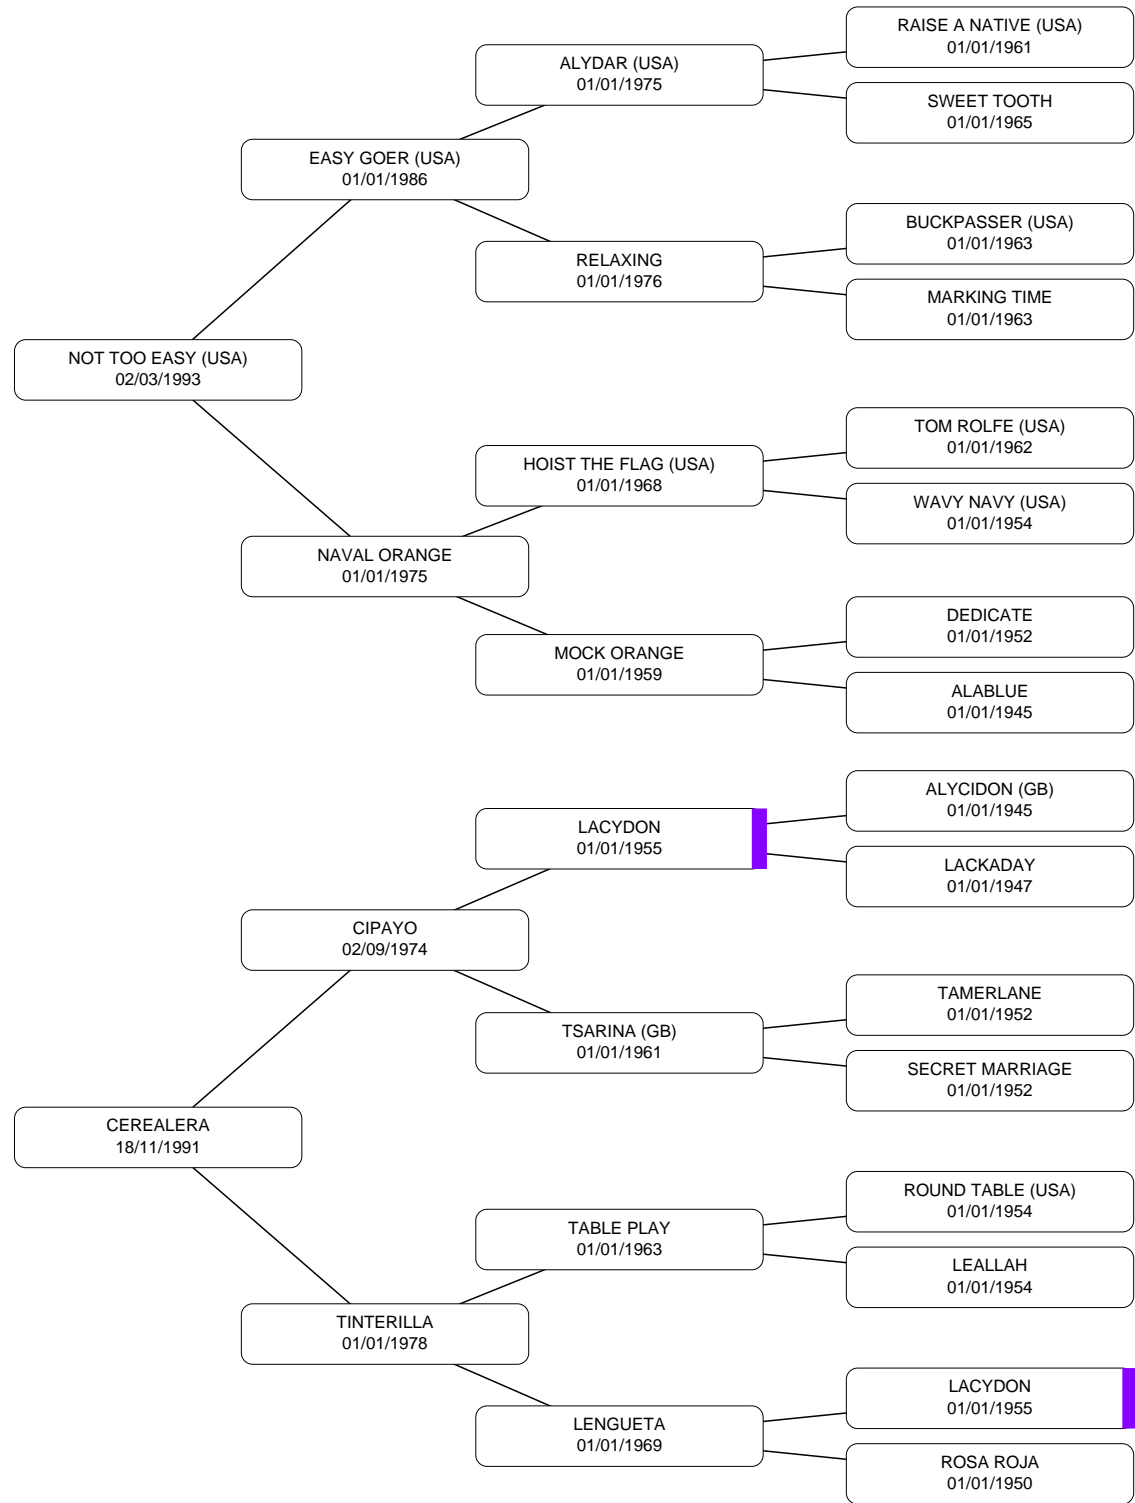 RAISE A NATIVE (USA)
01/01/1961
ALYDAR (USA)
01/01/1975
SWEET TOOTH
01/01/1965
EASY GOER (USA)
01/01/1986
BUCKPASSER (USA)
01/01/1963
RELAXING
01/01/1976
MARKING TIME
01/01/1963
NOT TOO EASY (USA)
02/03/1993
TOM ROLFE (USA)
01/01/1962
HOIST THE FLAG (USA)
01/01/1968
WAVY NAVY (USA)
01/01/1954
NAVAL ORANGE
01/01/1975
DEDICATE
01/01/1952
MOCK ORANGE
01/01/1959
ALABLUE
01/01/1945
ALYCIDON (GB)
01/01/1945
LACYDON
01/01/1955
LACKADAY
01/01/1947
CIPAYO
02/09/1974
TAMERLANE
01/01/1952
TSARINA (GB)
01/01/1961
SECRET MARRIAGE
01/01/1952
CEREALERA
18/11/1991
ROUND TABLE (USA)
01/01/1954
TABLE PLAY
01/01/1963
LEALLAH
01/01/1954
TINTERILLA
01/01/1978
LACYDON
01/01/1955
LENGUETA
01/01/1969
ROSA ROJA
01/01/1950